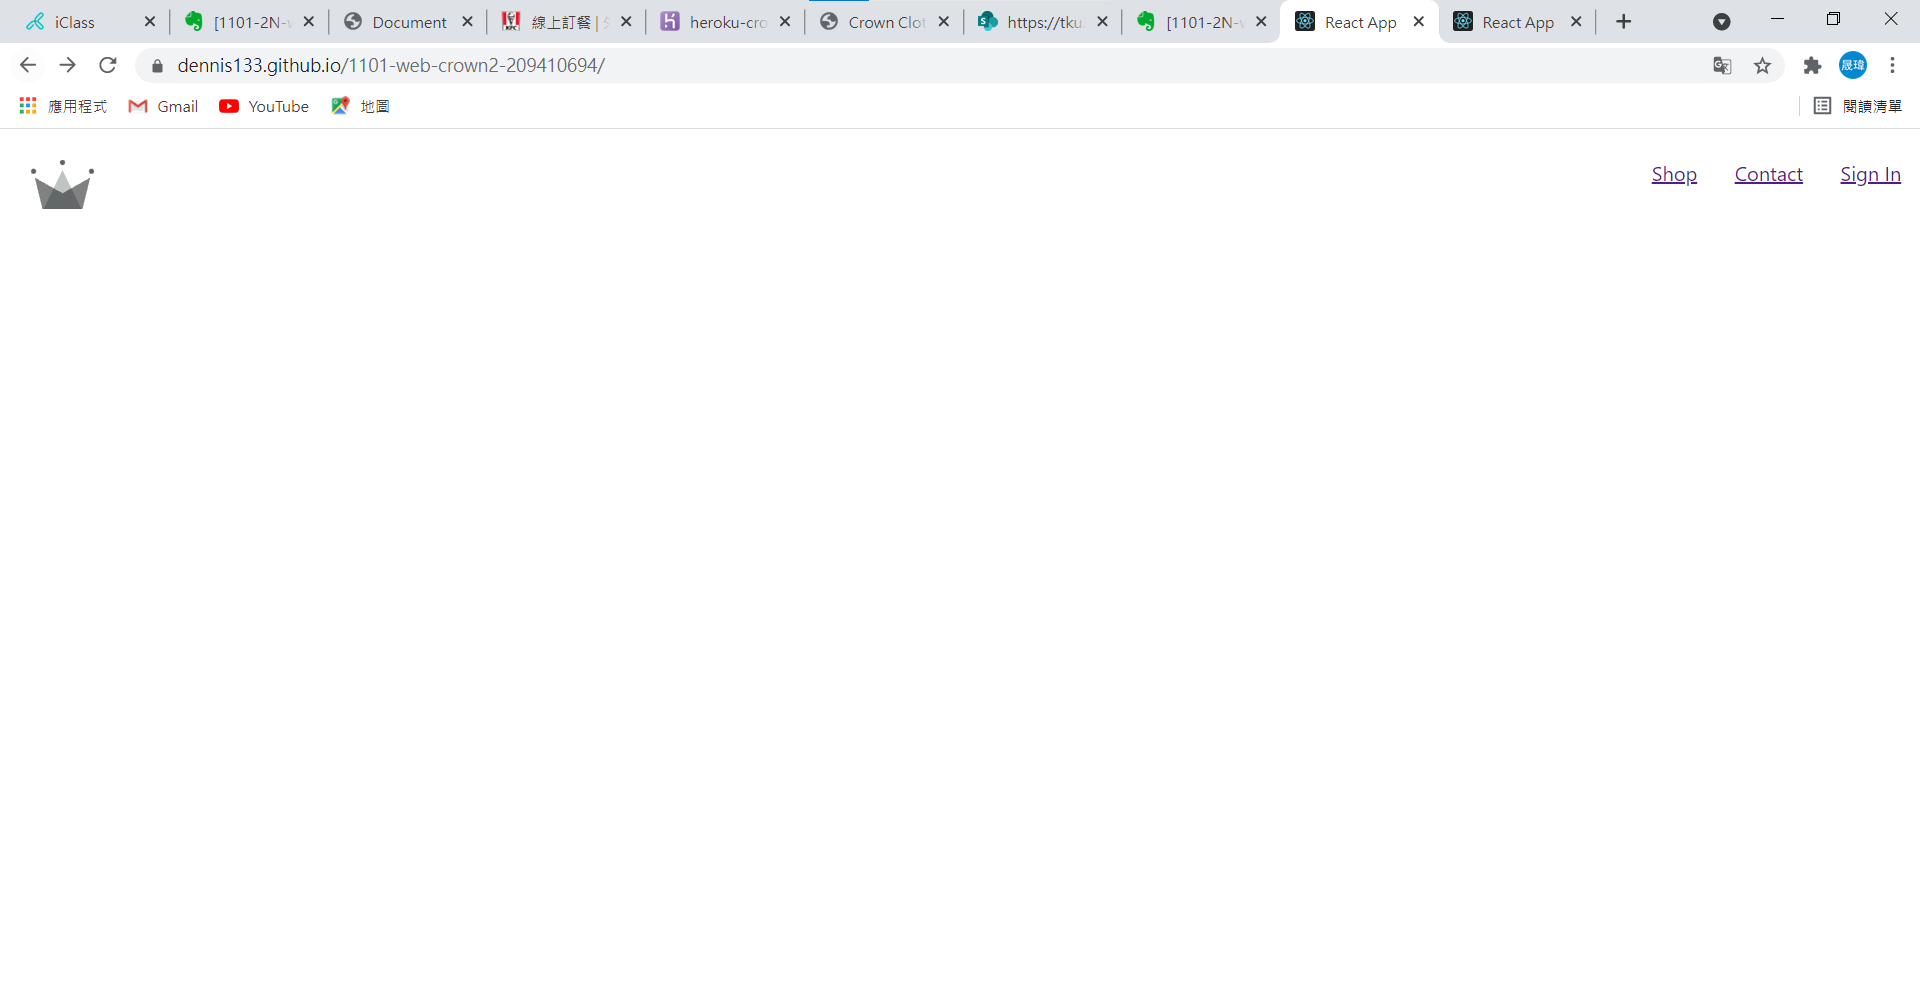 iClass [1101-2N-w Document 線上訂餐 | heroku-cro Crown Clot https://tku. [1101-2N-w React App React App
dennis133.github.io/1101-web-crown2-209410694/ 晟瑋
應用程式 Gmail YouTube 地圖 閱讀清單
Shop Contact Sign In